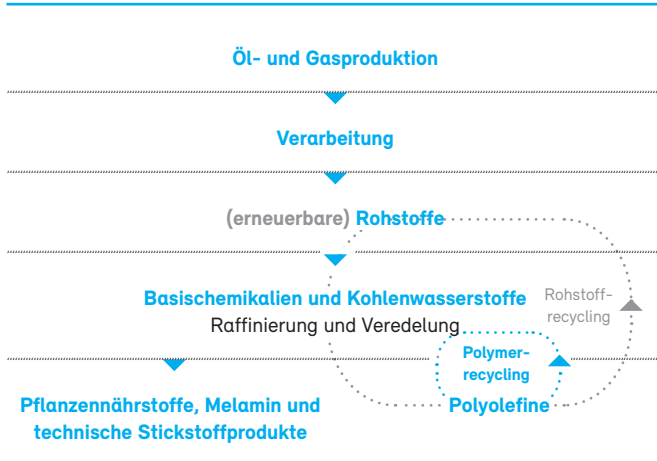 Öl- und Gasproduktion
Verarbeitung
(erneuerbare) Rohstoffe
Basischemikalien und Kohlenwasserstoffe
Raffinierung und Veredelung
Rohstoff-
recycling
Polymer-
recycling
Polyolefine
Pflanzennährstoffe, Melamin und
technische Stickstoffprodukte